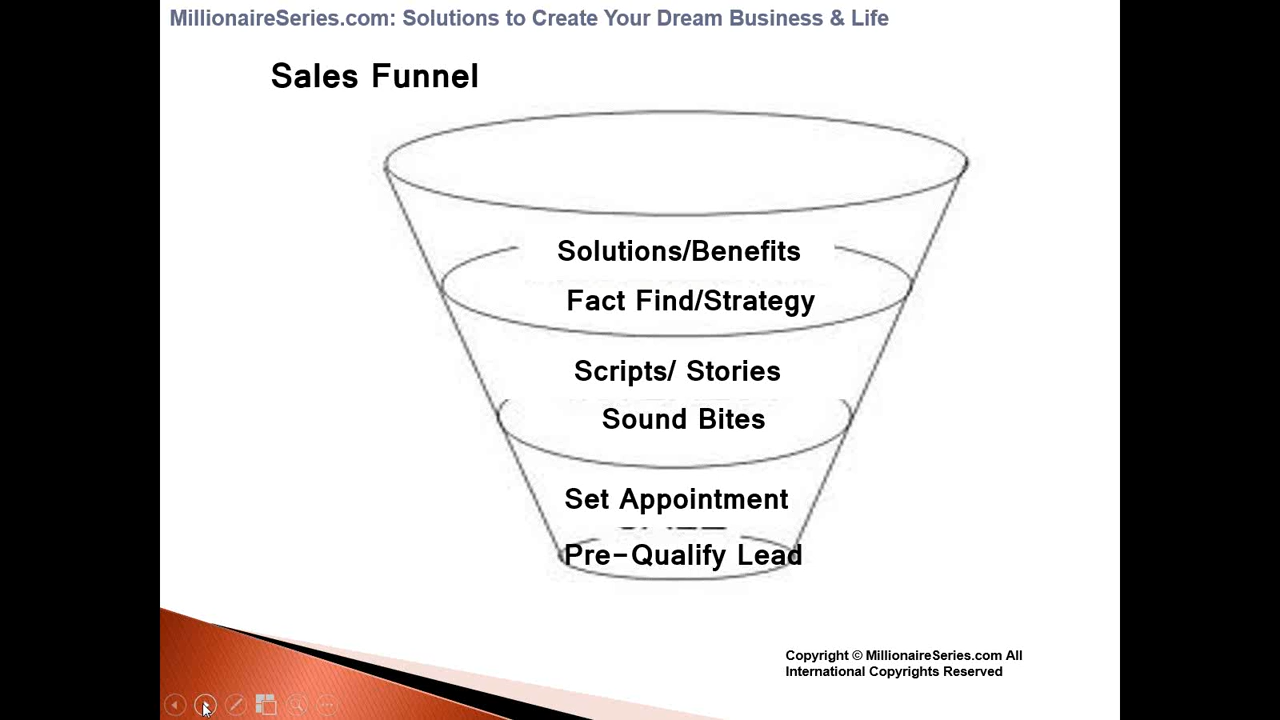 MillionaireSeries.com: Solutions to Create Your Dream Business & Life
Sales Funnel
Solutions/Benefits
Fact Find/Strategy
Scripts/ Stories
Sound Bites
Set Appointment
Pre-Qualify Lead
Copyright © MillionaireSeries.com All
International Copyrights Reserved